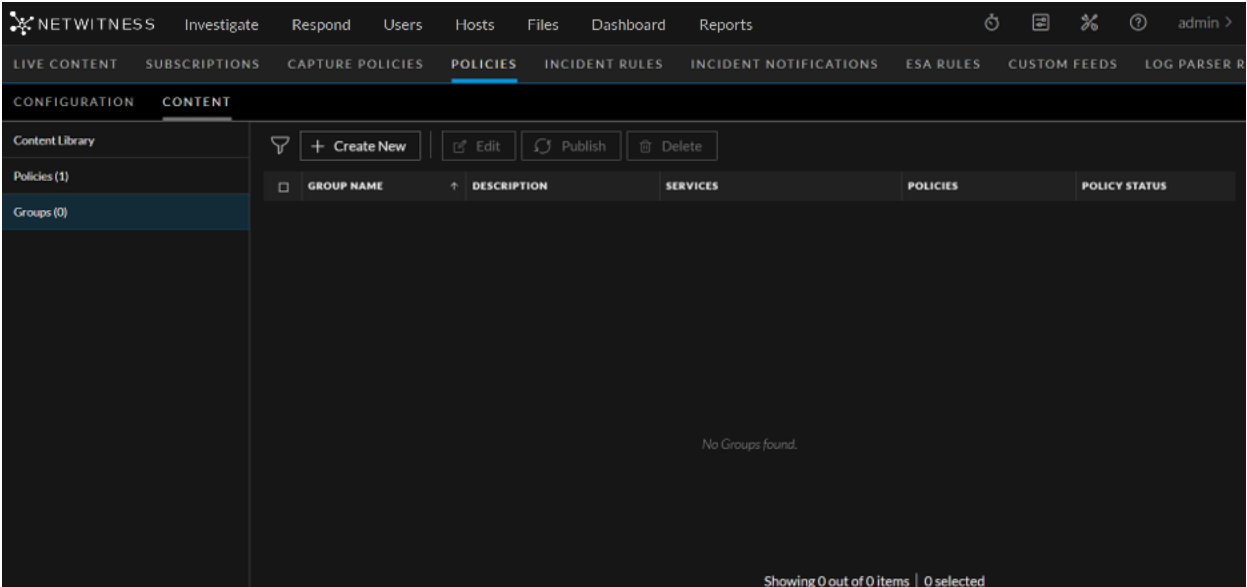 NETWITNESS Investigate Respond Users Hosts Files Dashboard Reports admin >
LIVE CONTENT SUBSCRIPTIONS CAPTURE POLICIES POLICIES INCIDENT RULES INCIDENT NOTIFICATIONS ESA RULES CUSTOM FEEDS LOG PARSER R
CONFIGURATION CONTENT
Content Library
Policies (1)
Groups (0)
+ Create New Edit Publish Delete
GROUP NAME ↑ DESCRIPTION SERVICES POLICIES POLICY STATUS
No Groups found.
Showing 0 out of 0 items | 0 selected